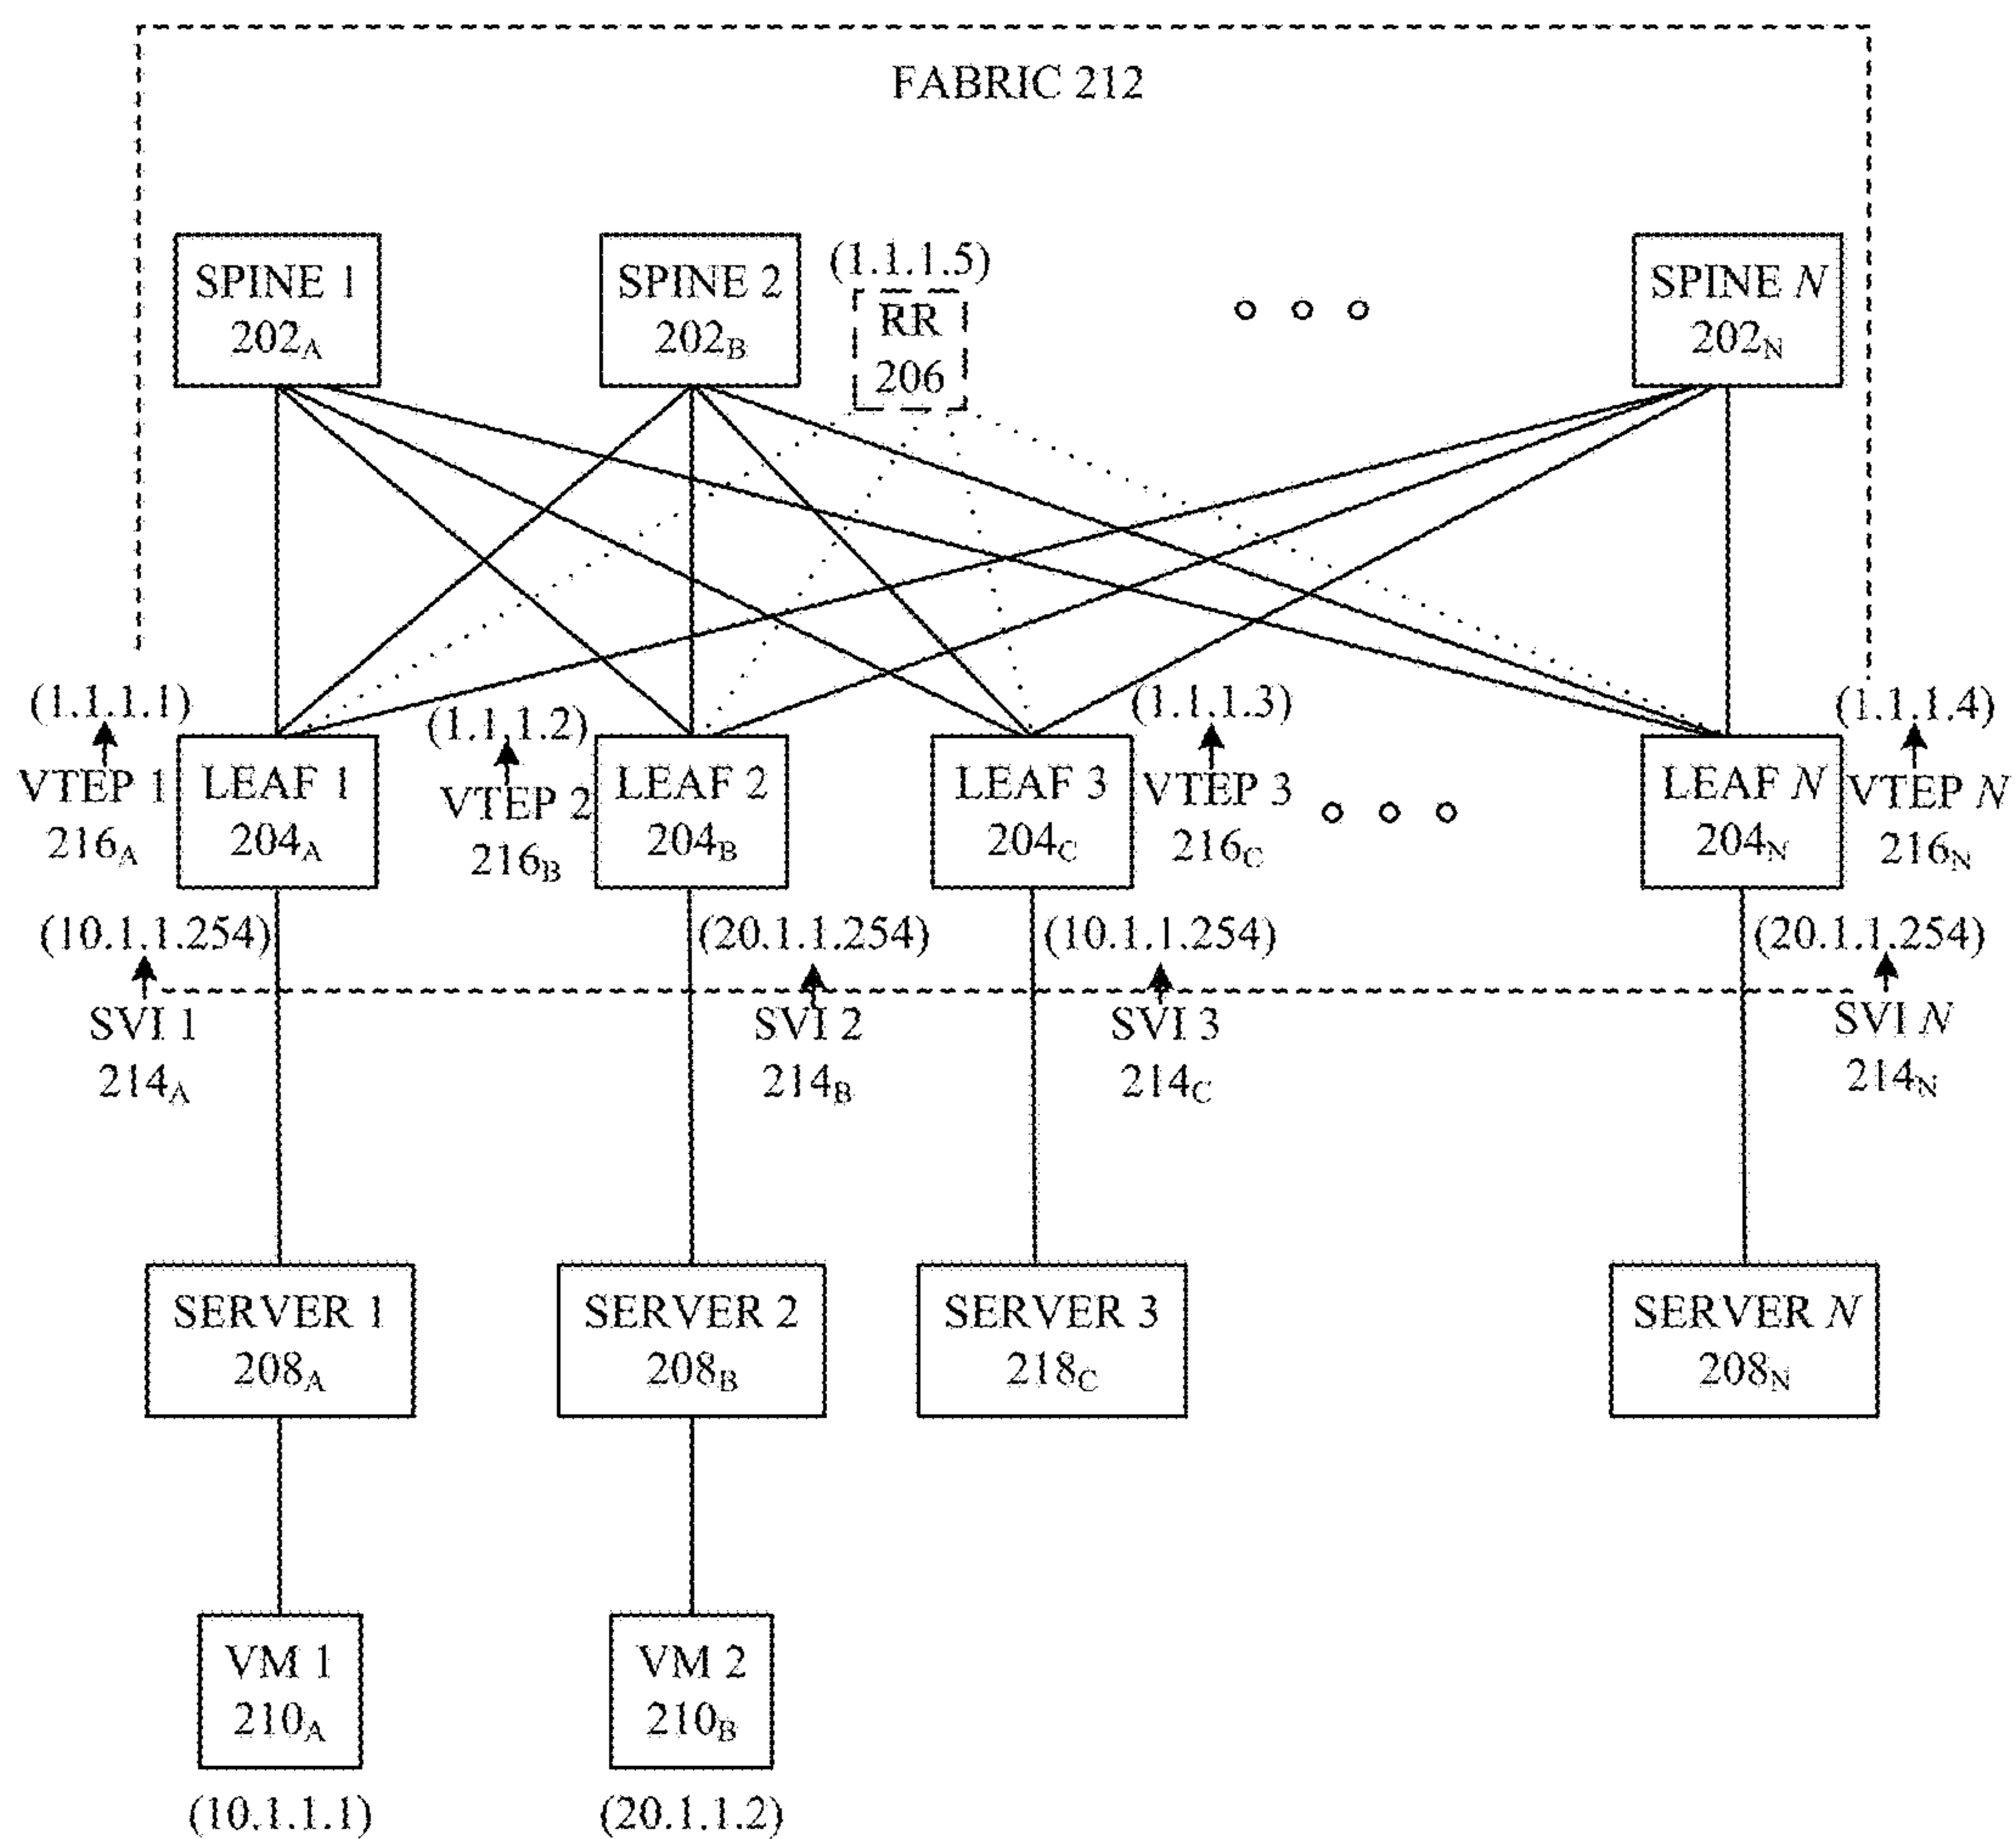 FABRIC 212
SPINE 1
202A
SPINE 2
202B
(1.1.1.5)
RR
206
SPINE N
202N
(1.1.1.1)
VTEP 1
216A
LEAF 1
204A
(1.1.1.2)
VTEP 2
216B
LEAF 2
204B
LEAF 3
204C
(1.1.1.3)
VTEP 3
216C
LEAF N
204N
(1.1.1.4)
VTEP N
216N
(10.1.1.254)
SVI 1
214A
(20.1.1.254)
SVI 2
214B
(10.1.1.254)
SVI 3
214C
(20.1.1.254)
SVI N
214N
SERVER 1
208A
SERVER 2
208B
SERVER 3
218C
SERVER N
208N
VM 1
210A
(10.1.1.1)
VM 2
210B
(20.1.1.2)